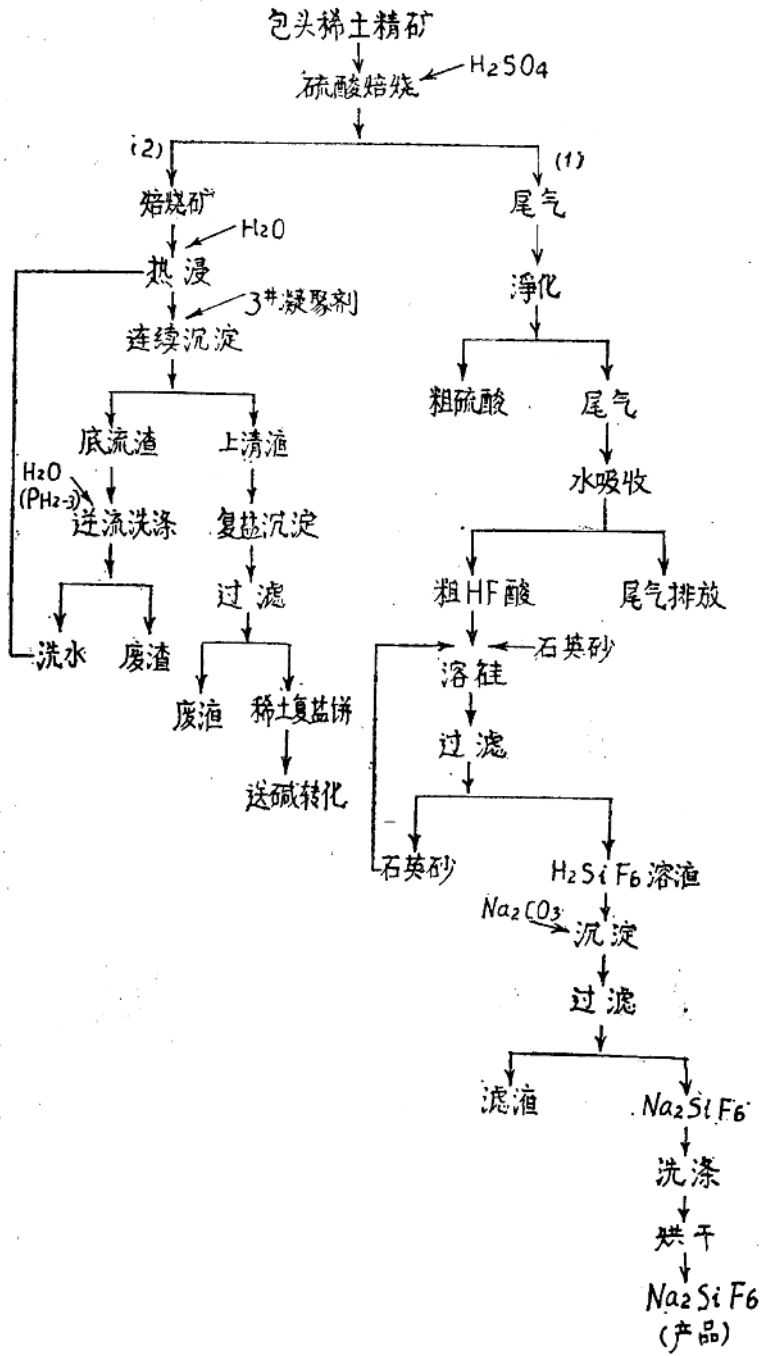 包头稀土精矿
H2SO4
硫酸焙烧
(2)
(1)
焙烧矿
尾气
H2O
热浸
净化
3#凝聚剂
连续沉淀
粗硫酸
尾气
底流渣
上清液
H2O
(PH2-3)
水吸收
逆流洗涤
复盐沉淀
过滤
粗HF酸
尾气排放
洗水
废渣
石英砂
溶硅
废液
稀土复盐饼
过滤
送碱转化
石英砂
H2SiF6溶液
Na2CO3
沉淀
过滤
滤液
Na2SiF6
洗涤
烘干
Na2SiF6
(产品)